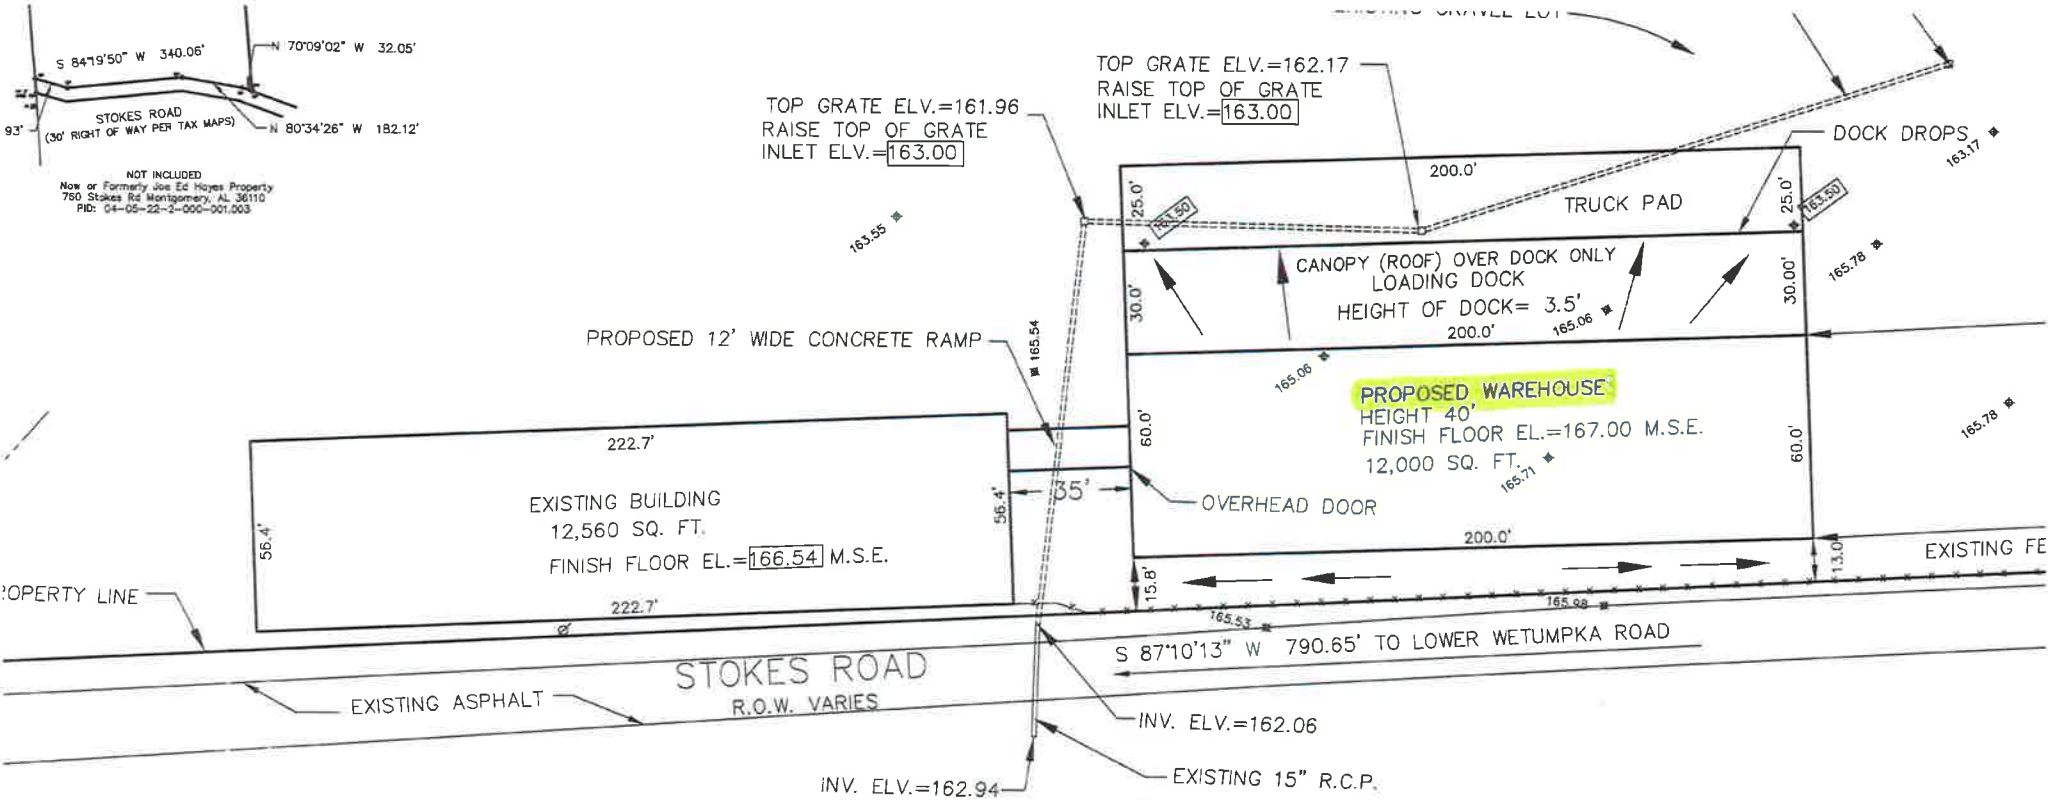 S 84°19'50" W 340.06'
N 70°09'02" W 32.05'
93'
STOKES ROAD
(30' RIGHT OF WAY PER TAX MAPS)
N 80°34'26" W 182.12'
NOT INCLUDED
Now or Formerly Joe Ed Hayes Property
750 Stokes Rd Montgomery, AL 36110
PID: 04-05-22-2-000-001.003
TOP GRATE ELV.=161.96
RAISE TOP OF GRATE
INLET ELV.=163.00
TOP GRATE ELV.=162.17
RAISE TOP OF GRATE
INLET ELV.=163.00
EXISTING GRAVEL LOT
DOCK DROPS
163.17
200.0'
25.0'
TRUCK PAD
25.0'
163.50
163.50
163.55
165.78
CANOPY (ROOF) OVER DOCK ONLY
LOADING DOCK
HEIGHT OF DOCK= 3.5'
165.06
30.0'
30.00'
200.0'
PROPOSED 12' WIDE CONCRETE RAMP
165.54
165.06
PROPOSED WAREHOUSE
HEIGHT 40'
FINISH FLOOR EL.=167.00 M.S.E.
12,000 SQ. FT.
165.71
165.78
60.0'
60.0'
222.7'
EXISTING BUILDING
12,560 SQ. FT.
FINISH FLOOR EL.=166.54 M.S.E.
56.4'
56.4'
35'
OVERHEAD DOOR
200.0'
EXISTING FE
15.8'
13.0'
222.7'
OPERTY LINE
165.53
165.98
S 87°10'13" W 790.65' TO LOWER WETUMPKA ROAD
STOKES ROAD
R.O.W. VARIES
EXISTING ASPHALT
INV. ELV.=162.06
EXISTING 15" R.C.P.
INV. ELV.=162.94